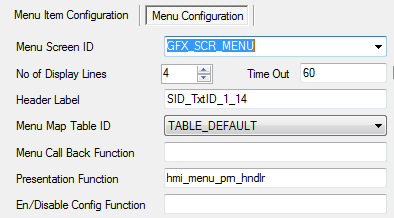 Menu Item Configuration Menu Configuration
Menu Screen ID GFX_SCR_MENU
No of Display Lines 4 Time Out 60
Header Label SID_TxtID_1_14
Menu Map Table ID TABLE_DEFAULT
Menu Call Back Function
Presentation Function hmi_menu_prn_hndlr
En/Disable Config Function